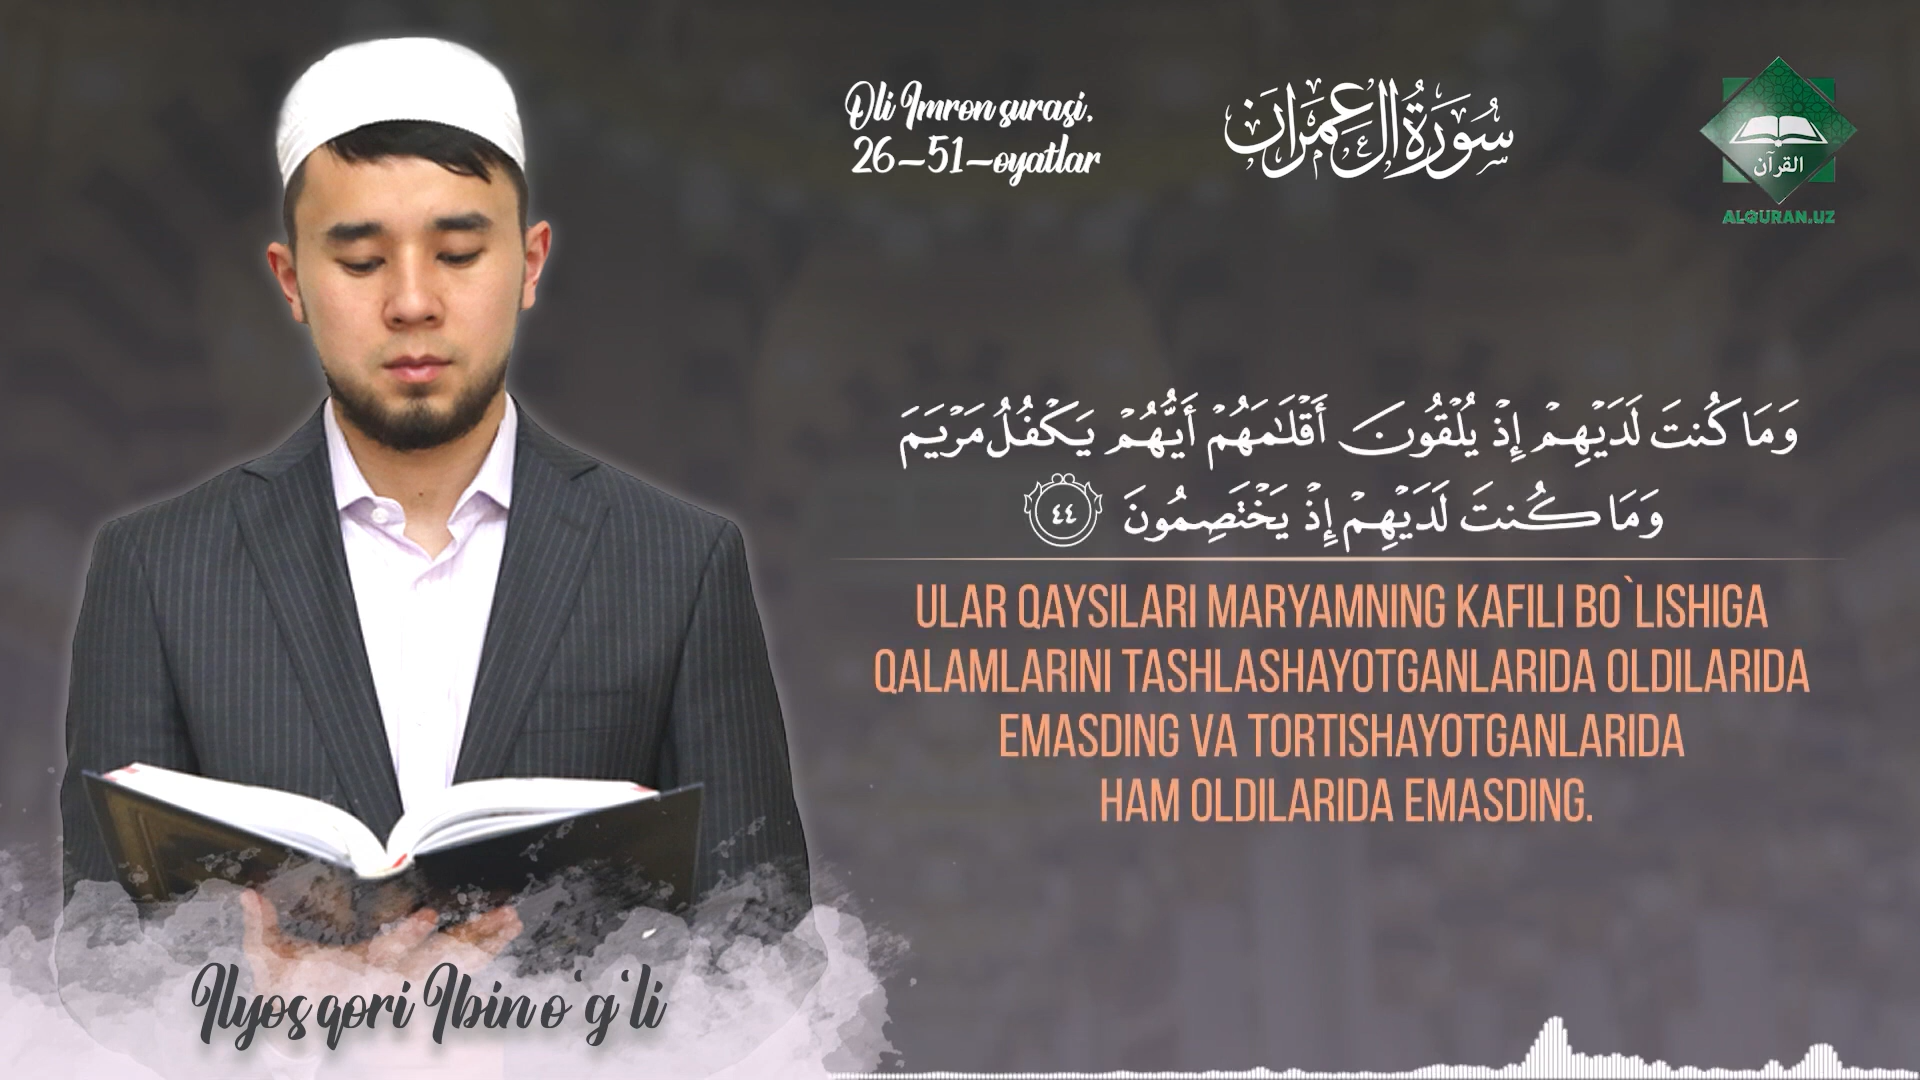 Oli Imron surasi,
26-51-oyatlar
سُورَةُ آلِ عِمْرَان
القرآن
ALQURAN.UZ
وَمَا كُنتَ لَدَيْهِمْ إِذْ يُلْقُونَ أَقْلَٰمَهُمْ أَيُّهُمْ يَكْفُلُ مَرْيَمَ
وَمَا كُنتَ لَدَيْهِمْ إِذْ يَخْتَصِمُونَ ٤٤
ULAR QAYSILARI MARYAMNING KAFILI BO`LISHIGA
QALAMLARINI TASHLASHAYOTGANLARIDA OLDILARIDA
EMASDING VA TORTISHAYOTGANLARIDA
HAM OLDILARIDA EMASDING.
Ilyos qori Ibin o‘g‘li